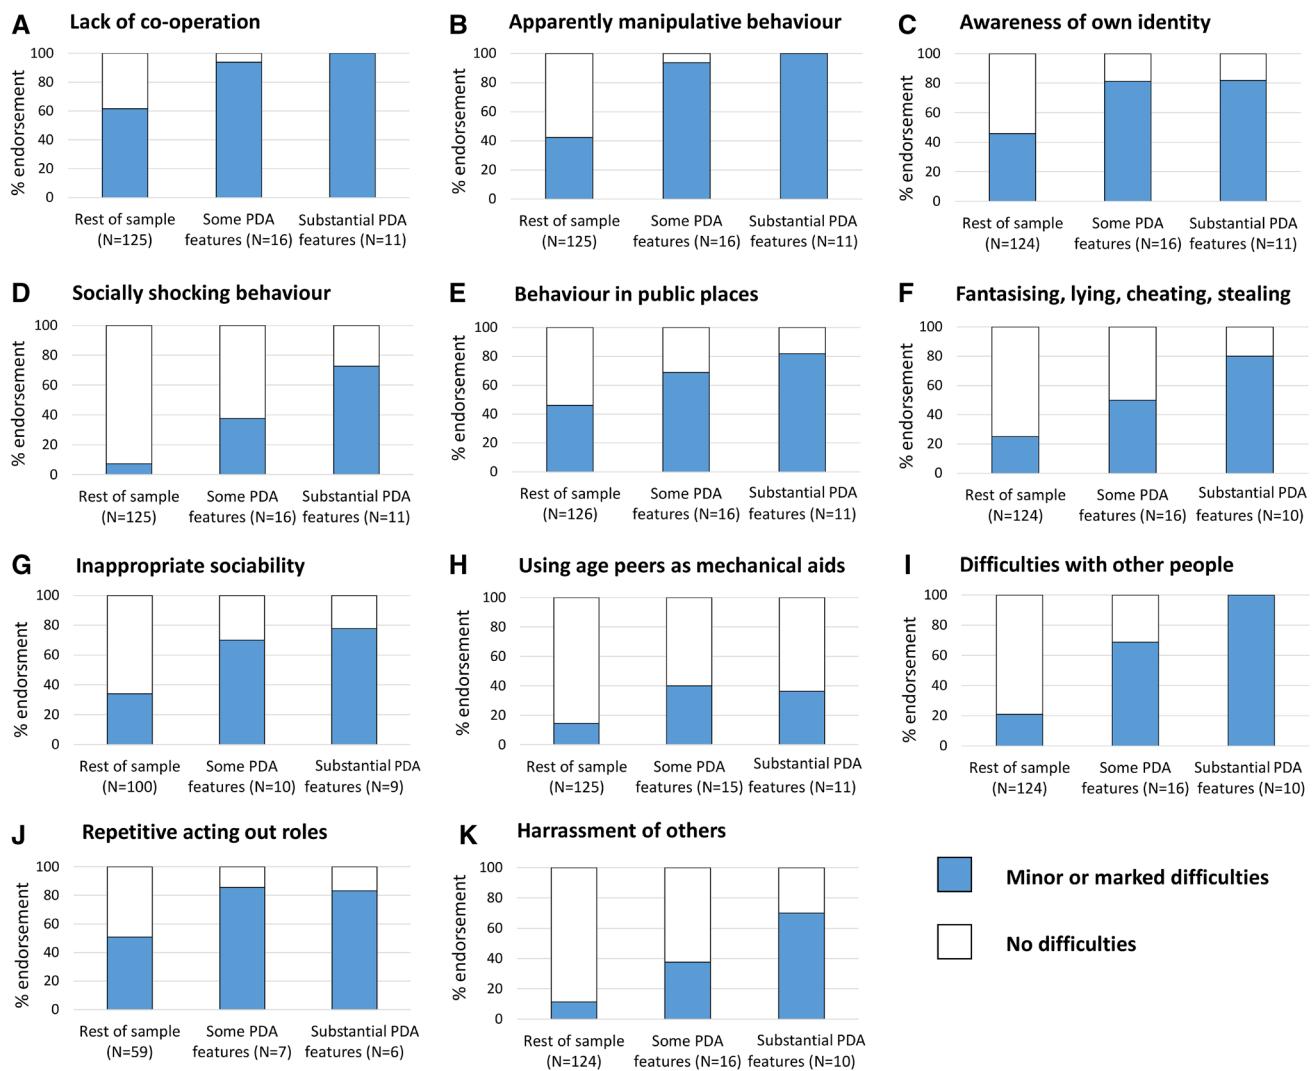 A Lack of co-operation
% endorsement
100
80
60
40
20
0
Rest of sample (N=125)
Some PDA features (N=16)
Substantial PDA features (N=11)
B Apparently manipulative behaviour
% endorsement
100
80
60
40
20
0
Rest of sample (N=125)
Some PDA features (N=16)
Substantial PDA features (N=11)
C Awareness of own identity
% endorsement
100
80
60
40
20
0
Rest of sample (N=124)
Some PDA features (N=16)
Substantial PDA features (N=11)
D Socially shocking behaviour
% endorsement
100
80
60
40
20
0
Rest of sample (N=125)
Some PDA features (N=16)
Substantial PDA features (N=11)
E Behaviour in public places
% endorsement
100
80
60
40
20
0
Rest of sample (N=126)
Some PDA features (N=16)
Substantial PDA features (N=11)
F Fantasising, lying, cheating, stealing
% endorsement
100
80
60
40
20
0
Rest of sample (N=124)
Some PDA features (N=16)
Substantial PDA features (N=10)
G Inappropriate sociability
% endorsment
100
80
60
40
20
0
Rest of sample (N=100)
Some PDA features (N=10)
Substantial PDA features (N=9)
H Using age peers as mechanical aids
% endorsement
100
80
60
40
20
0
Rest of sample (N=125)
Some PDA features (N=15)
Substantial PDA features (N=11)
I Difficulties with other people
% endorsement
100
80
60
40
20
0
Rest of sample (N=124)
Some PDA features (N=16)
Substantial PDA features (N=10)
J Repetitive acting out roles
% endorsement
100
80
60
40
20
0
Rest of sample (N=59)
Some PDA features (N=7)
Substantial PDA features (N=6)
K Harrassment of others
% endorsement
100
80
60
40
20
0
Rest of sample (N=124)
Some PDA features (N=16)
Substantial PDA features (N=10)
Minor or marked difficulties
No difficulties